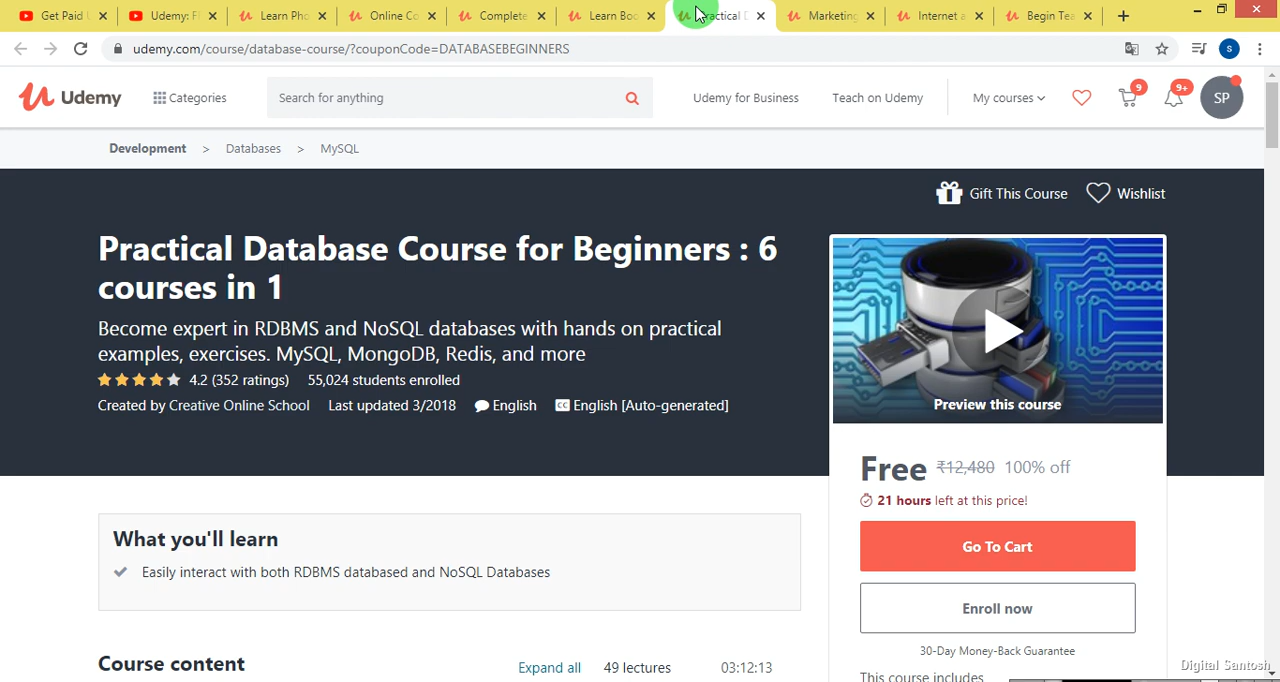 Get Paid
Udemy: F
Learn Pho
Online Co
Complete
Learn Boo
Practical D
Marketing
Internet a
Begin Tea
udemy.com/course/database-course/?couponCode=DATABASEBEGINNERS
S
Udemy
Categories
Search for anything
Udemy for Business
Teach on Udemy
My courses
9
9+
SP
Development > Databases > MySQL
Gift This Course
Wishlist
Practical Database Course for Beginners : 6
courses in 1
Become expert in RDBMS and NoSQL databases with hands on practical
examples, exercises. MySQL, MongoDB, Redis, and more
4.2 (352 ratings) 55,024 students enrolled
Created by Creative Online School Last updated 3/2018 English CC English [Auto-generated]
Preview this course
Free ₹12,480 100% off
21 hours left at this price!
Go To Cart
Enroll now
30-Day Money-Back Guarantee
This course includes
What you'll learn
Easily interact with both RDBMS databased and NoSQL Databases
Course content
Expand all 49 lectures 03:12:13
Digital Santosh